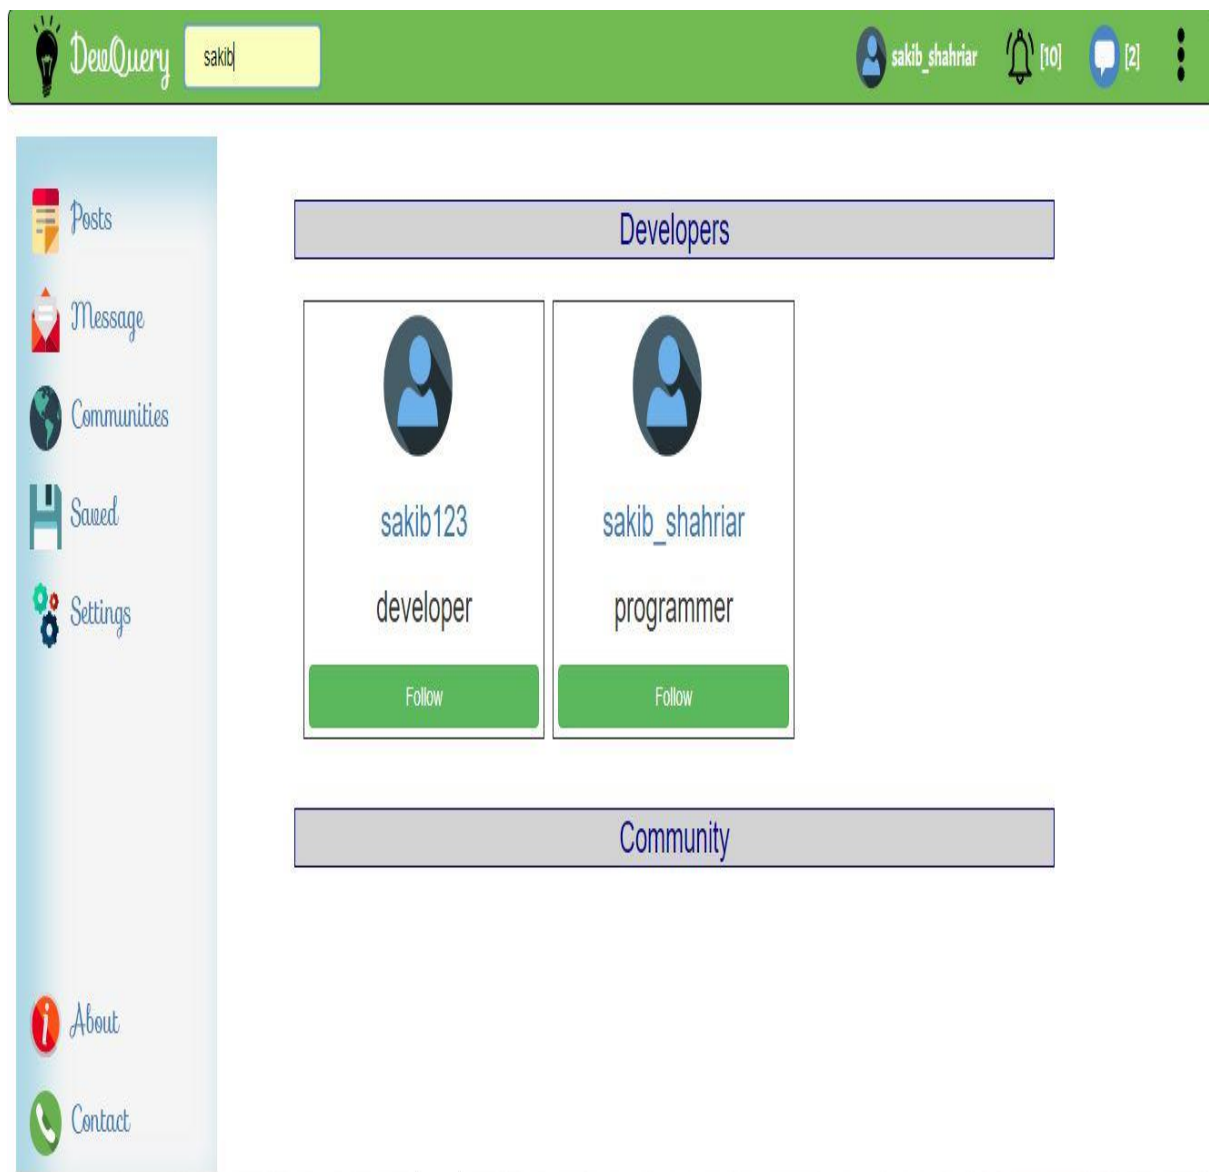 DevQuery sakib sakib_shahriar [10] [2]
Posts
Message
Communities
Saved
Settings
About
Contact
Developers
sakib123 sakib_shahriar
developer programmer
Follow Follow
Community